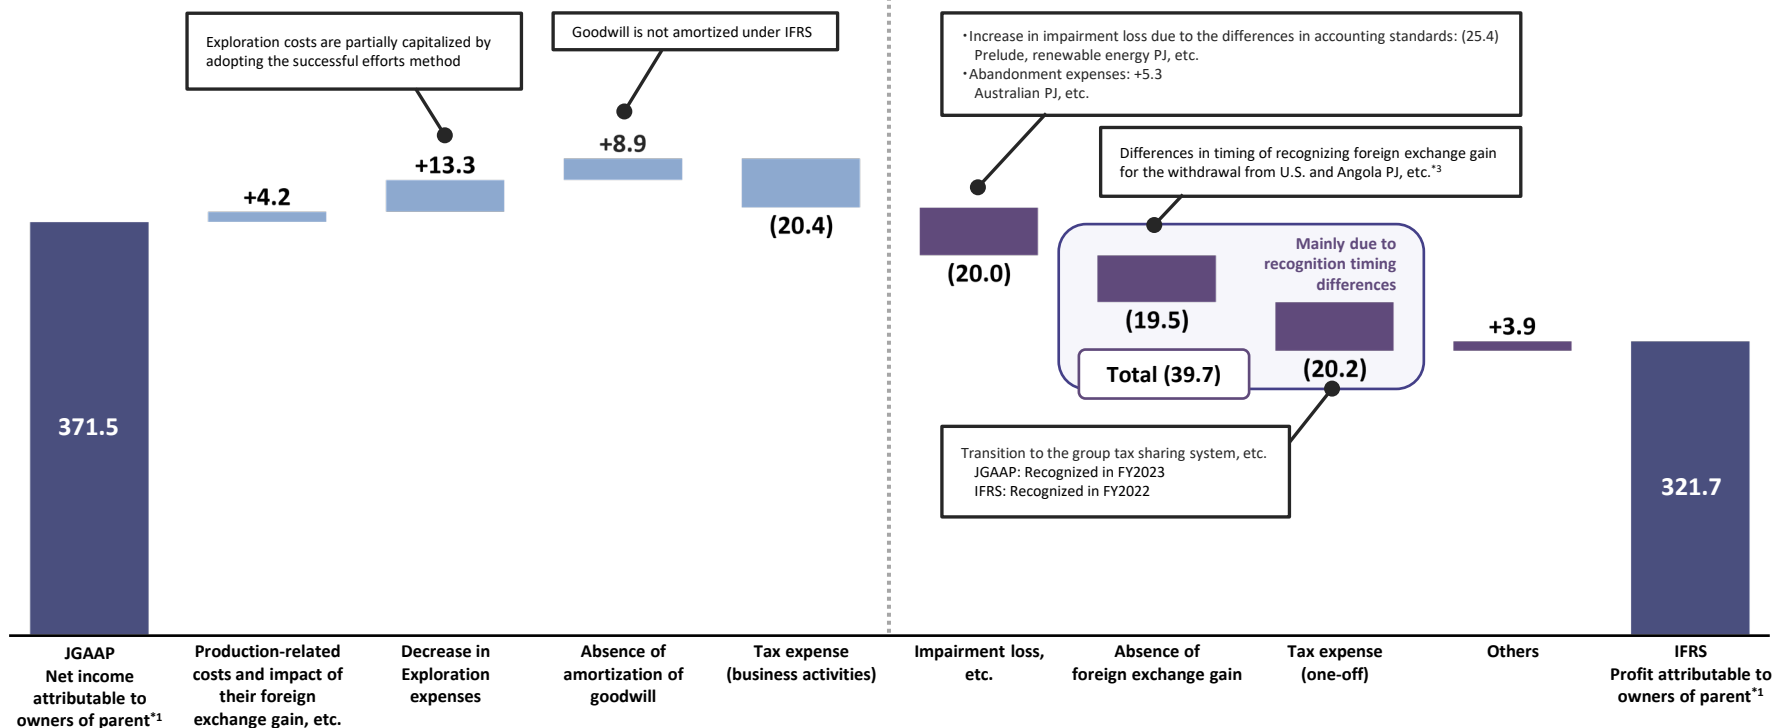 Exploration costs are partially capitalized by
adopting the successful efforts method
Goodwill is not amortized under IFRS
・Increase in impairment loss due to the differences in accounting standards: (25.4)
Prelude, renewable energy PJ, etc.
・Abandonment expenses: +5.3
Australian PJ, etc.
Differences in timing of recognizing foreign exchange gain
for the withdrawal from U.S. and Angola PJ, etc.*3
+4.2
+13.3
+8.9
(20.4)
(20.0)
Mainly due to
recognition timing
differences
(19.5)
(20.2)
Total (39.7)
+3.9
371.5
321.7
Transition to the group tax sharing system, etc.
JGAAP: Recognized in FY2023
IFRS: Recognized in FY2022
JGAAP
Net income
attributable to
owners of parent*1
Production-related
costs and impact of
their foreign
exchange gain, etc.
Decrease in
Exploration
expenses
Absence of
amortization of
goodwill
Tax expense
(business activities)
Impairment loss,
etc.
Absence of
foreign exchange gain
Tax expense
(one-off)
Others
IFRS
Profit attributable to
owners of parent*1